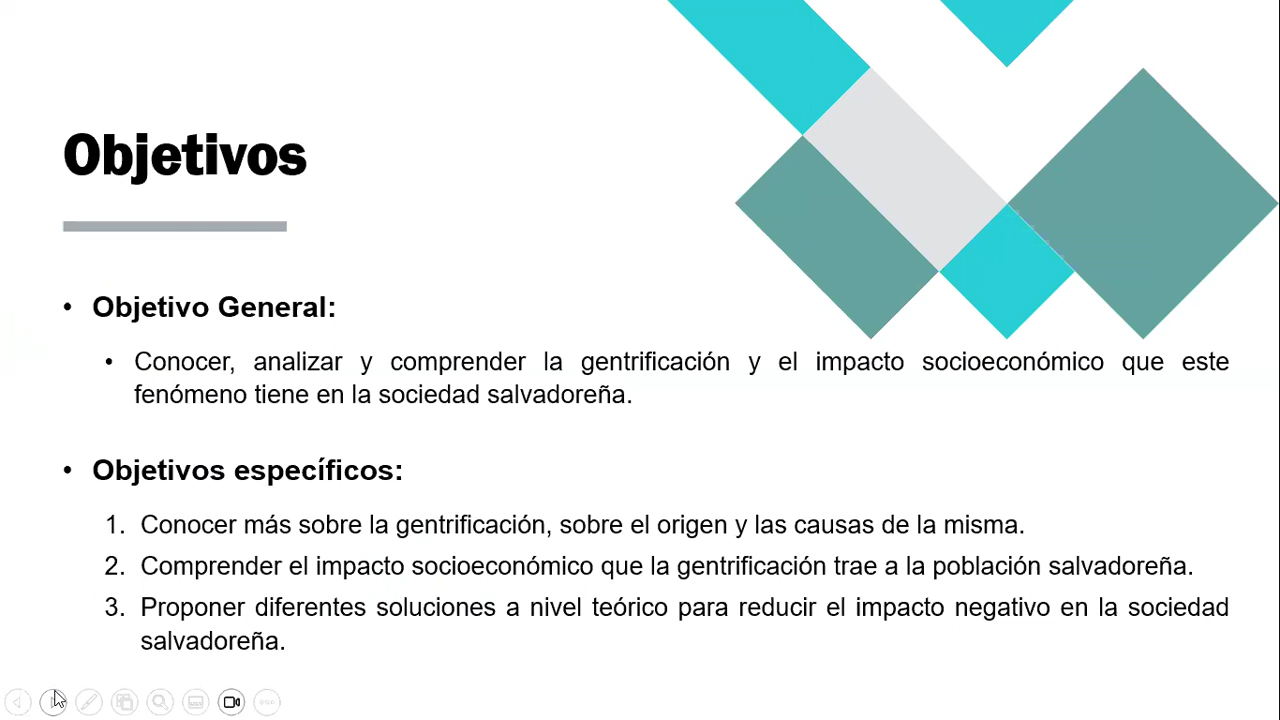 Objetivos
• Objetivo General:
• Conocer, analizar y comprender la gentrificación y el impacto socioeconómico que este
fenómeno tiene en la sociedad salvadoreña.
• Objetivos específicos:
1. Conocer más sobre la gentrificación, sobre el origen y las causas de la misma.
2. Comprender el impacto socioeconómico que la gentrificación trae a la población salvadoreña.
3. Proponer diferentes soluciones a nivel teórico para reducir el impacto negativo en la sociedad
salvadoreña.